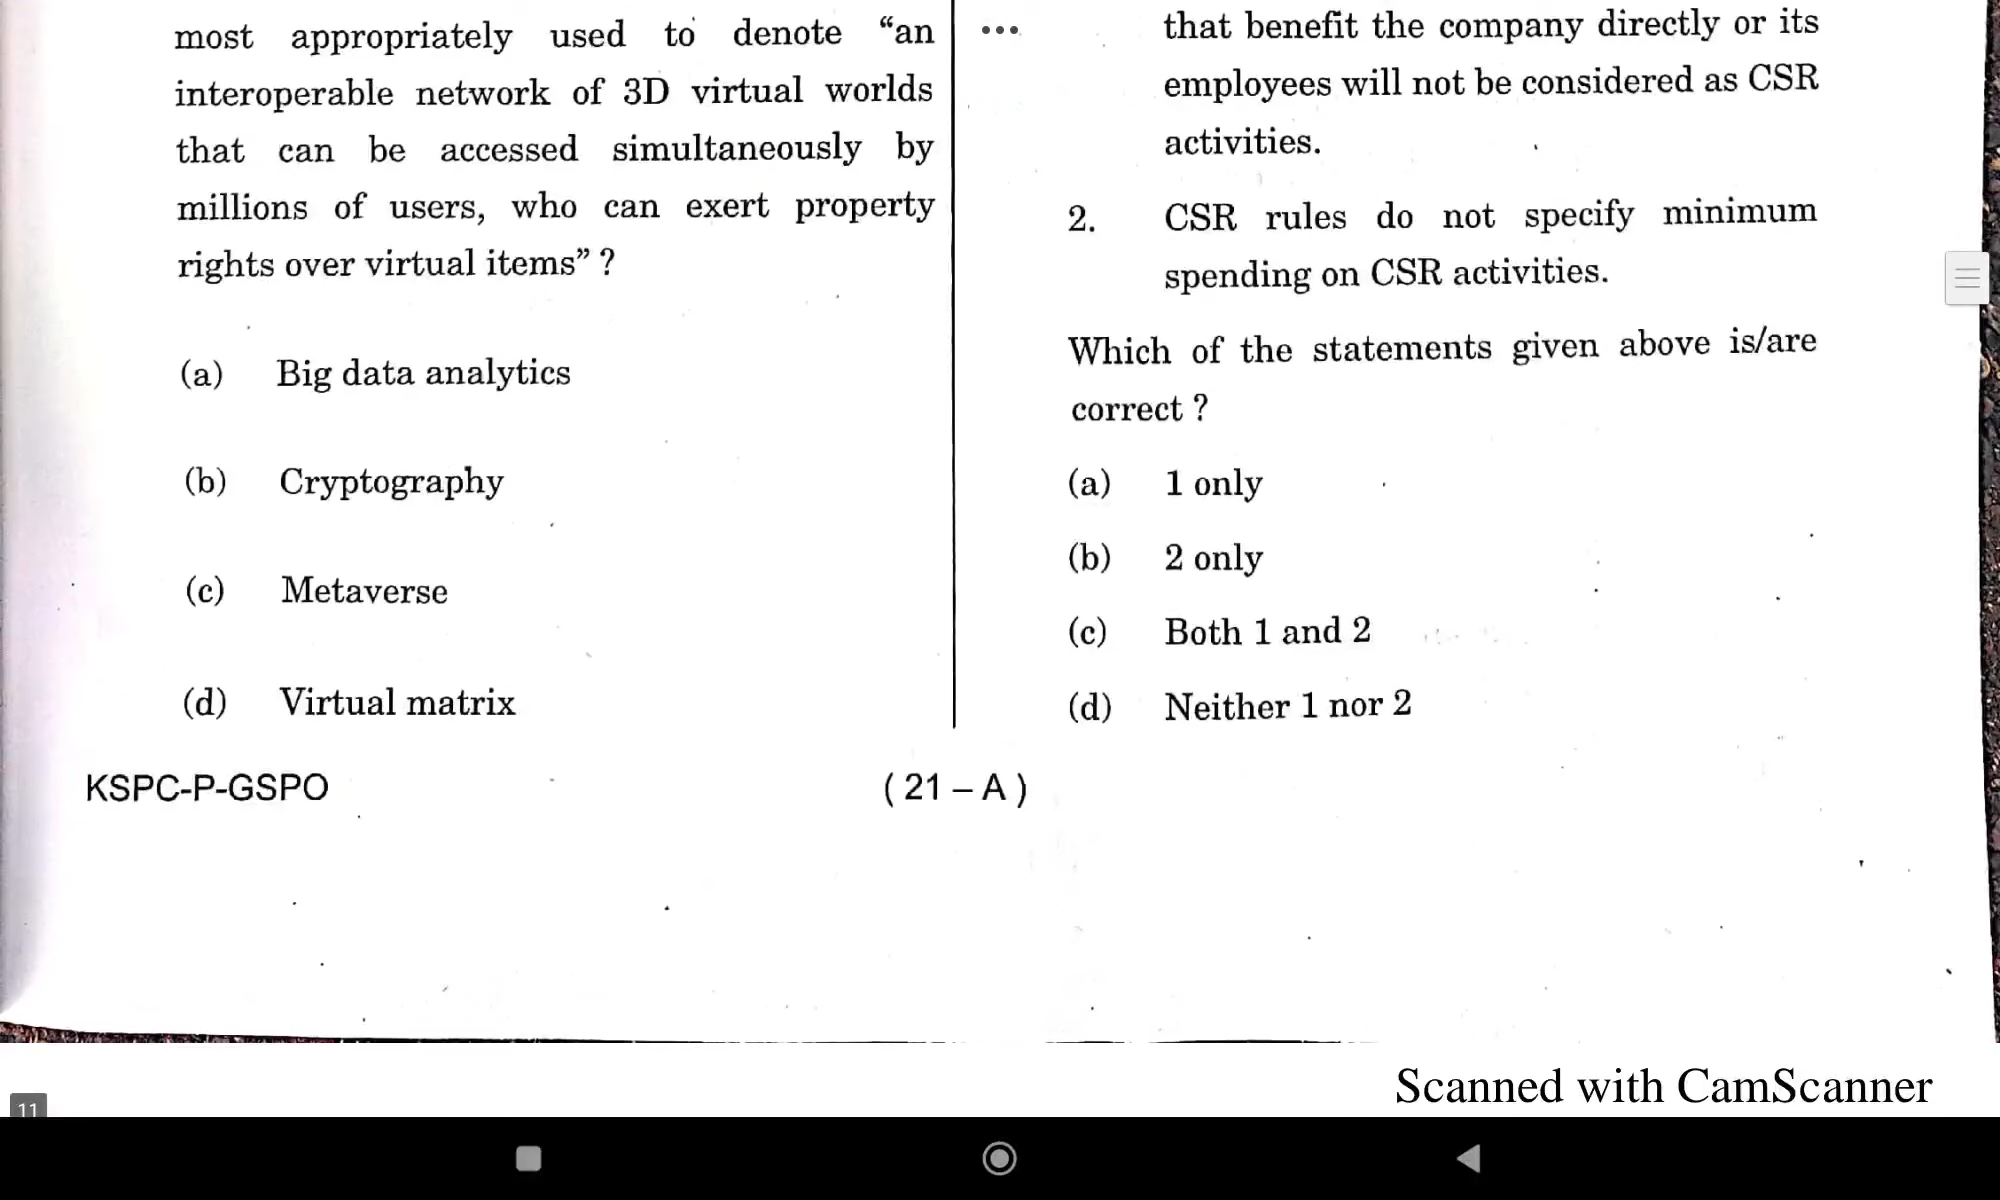 most appropriately used to denote “an
interoperable network of 3D virtual worlds
that can be accessed simultaneously by
millions of users, who can exert property
rights over virtual items” ?
(a) Big data analytics
(b) Cryptography
(c) Metaverse
(d) Virtual matrix
that benefit the company directly or its
employees will not be considered as CSR
activities.
2. CSR rules do not specify minimum
spending on CSR activities.
Which of the statements given above is/are
correct ?
(a) 1 only
(b) 2 only
(c) Both 1 and 2
(d) Neither 1 nor 2
KSPC-P-GSPO
( 21 – A )
Scanned with CamScanner
11